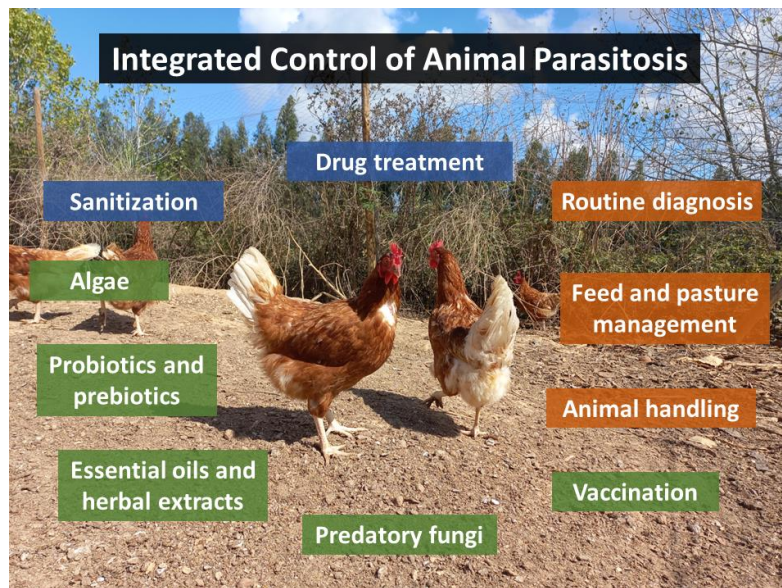 Integrated Control of Animal Parasitosis
Drug treatment
Sanitization
Routine diagnosis
Algae
Feed and pasture
management
Probiotics and
prebiotics
Animal handling
Essential oils and
herbal extracts
Vaccination
Predatory fungi